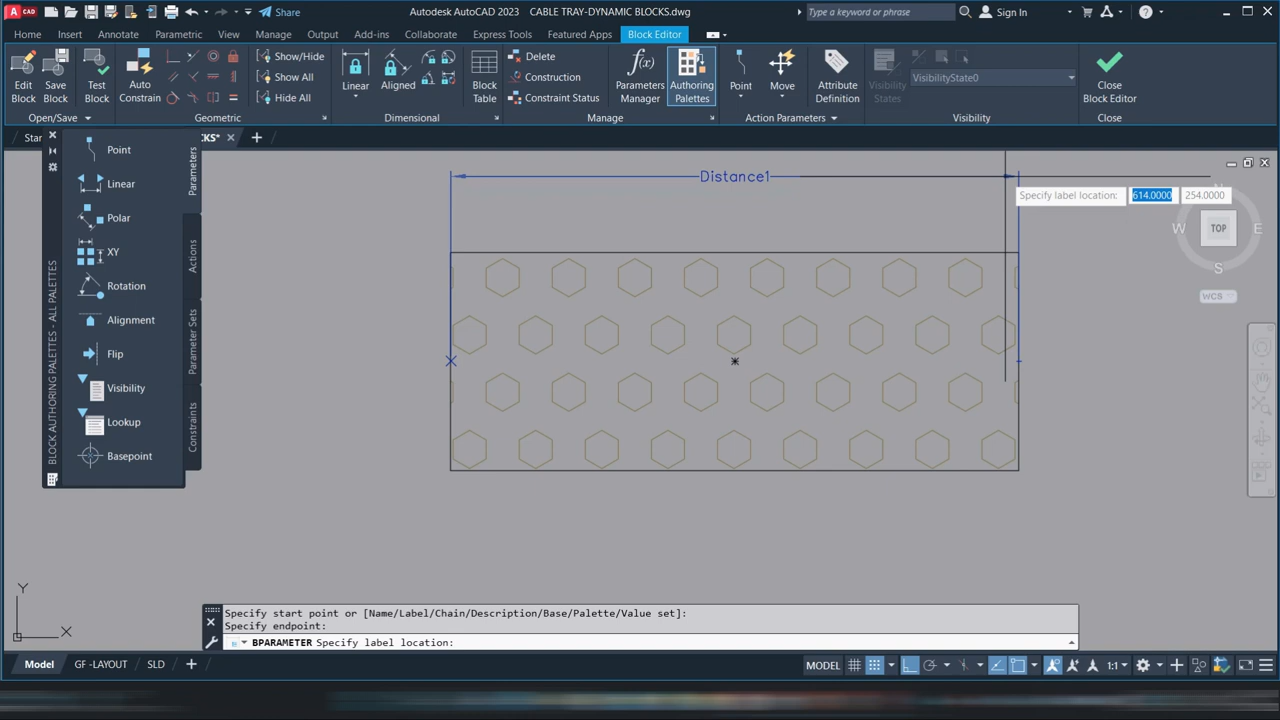 A CAD
Share
Autodesk AutoCAD 2023 CABLE TRAY-DYNAMIC BLOCKS.dwg
Type a keyword or phrase
Sign In
Home Insert Annotate Parametric View Manage Output Add-ins Collaborate Express Tools Featured Apps Block Editor
Edit Block
Save Block
Test Block
Auto Constrain
Show/Hide
Show All
Hide All
Linear
Aligned
Block Table
Delete
Construction
Constraint Status
Parameters Manager
Authoring Palettes
Point
Move
Attribute Definition
Visibility States
VisibilityState0
Close Block Editor
Open/Save Geometric Dimensional Manage Action Parameters Visibility Close
Star
CKS*
Point
Linear
Polar
XY
Rotation
Alignment
Flip
Visibility
Lookup
Basepoint
Parameters
Actions
Parameter Sets
Constraints
BLOCK AUTHORING PALETTES - ALL PALETTES
Distance1
Specify label location: 614.0000 254.0000
N
W TOP E
S
WCS
Y
X
Specify start point or [Name/Label/Chain/Description/Base/Palette/Value set]:
Specify endpoint:
BPARAMETER Specify label location:
Model GF -LAYOUT SLD
MODEL
1:1